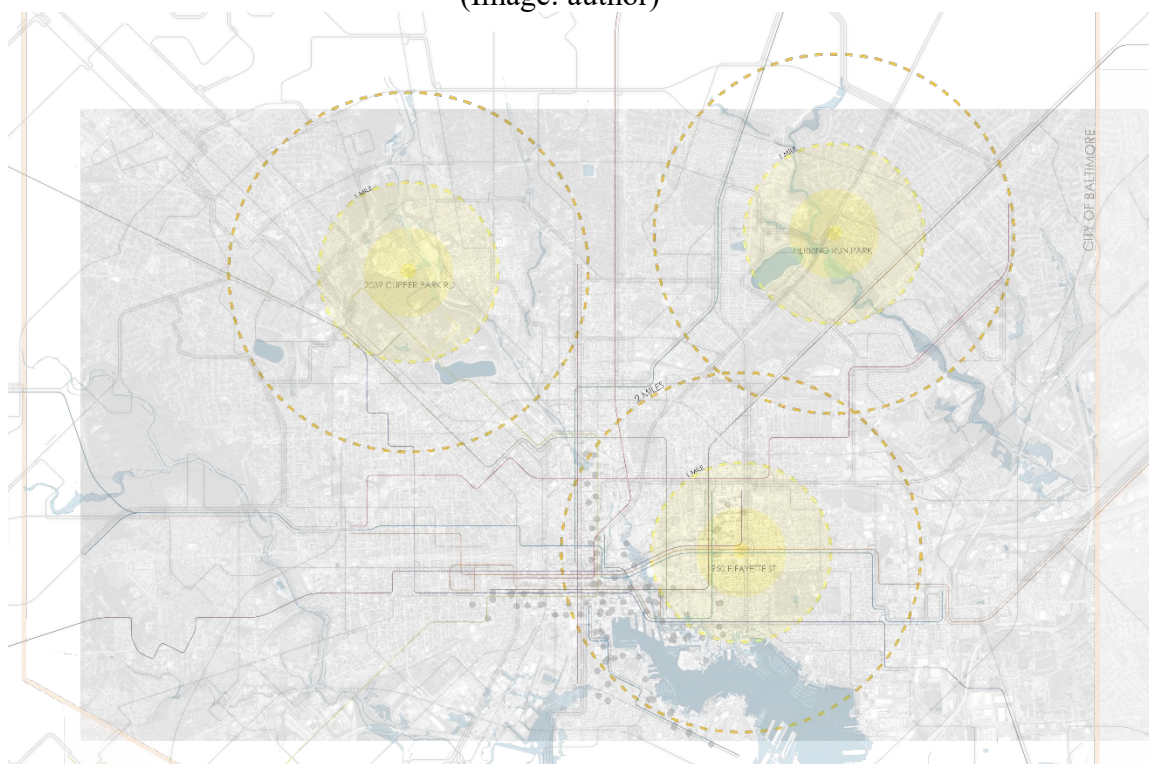 (Image: author)
1 MILE
2039 CLIPPER PARK RD
1 MILE
HERRING RUN PARK
CITY OF BALTIMORE
2 MILES
1 MILE
1950 E FAYETTE ST